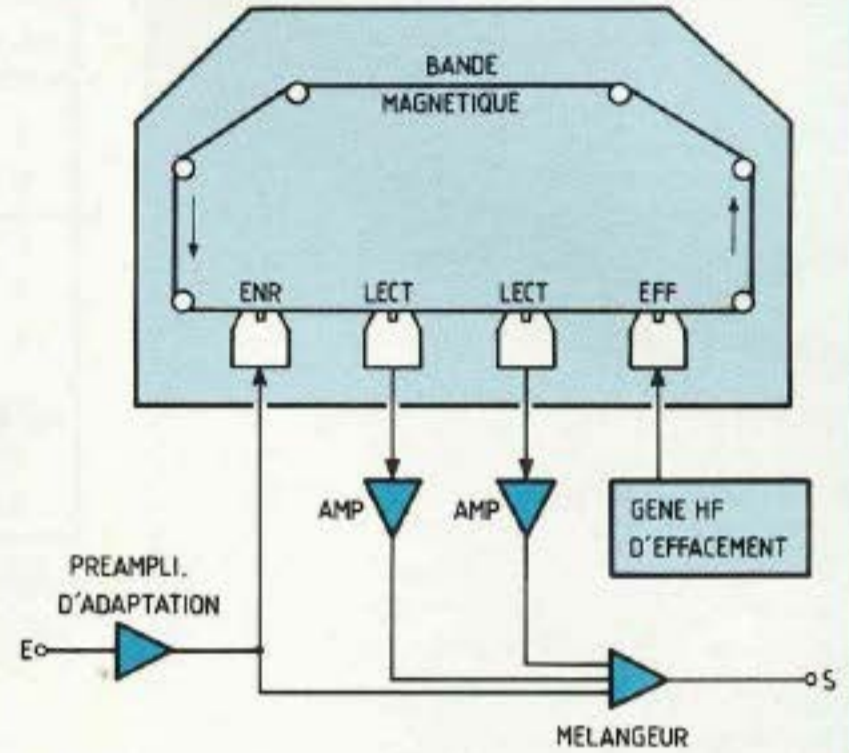 BANDE
MAGNETIQUE
ENR
LECT
LECT
EFF
AMP
AMP
GENE HF
D'EFFACEMENT
PREAMPLI.
D'ADAPTATION
E
S
MELANGEUR